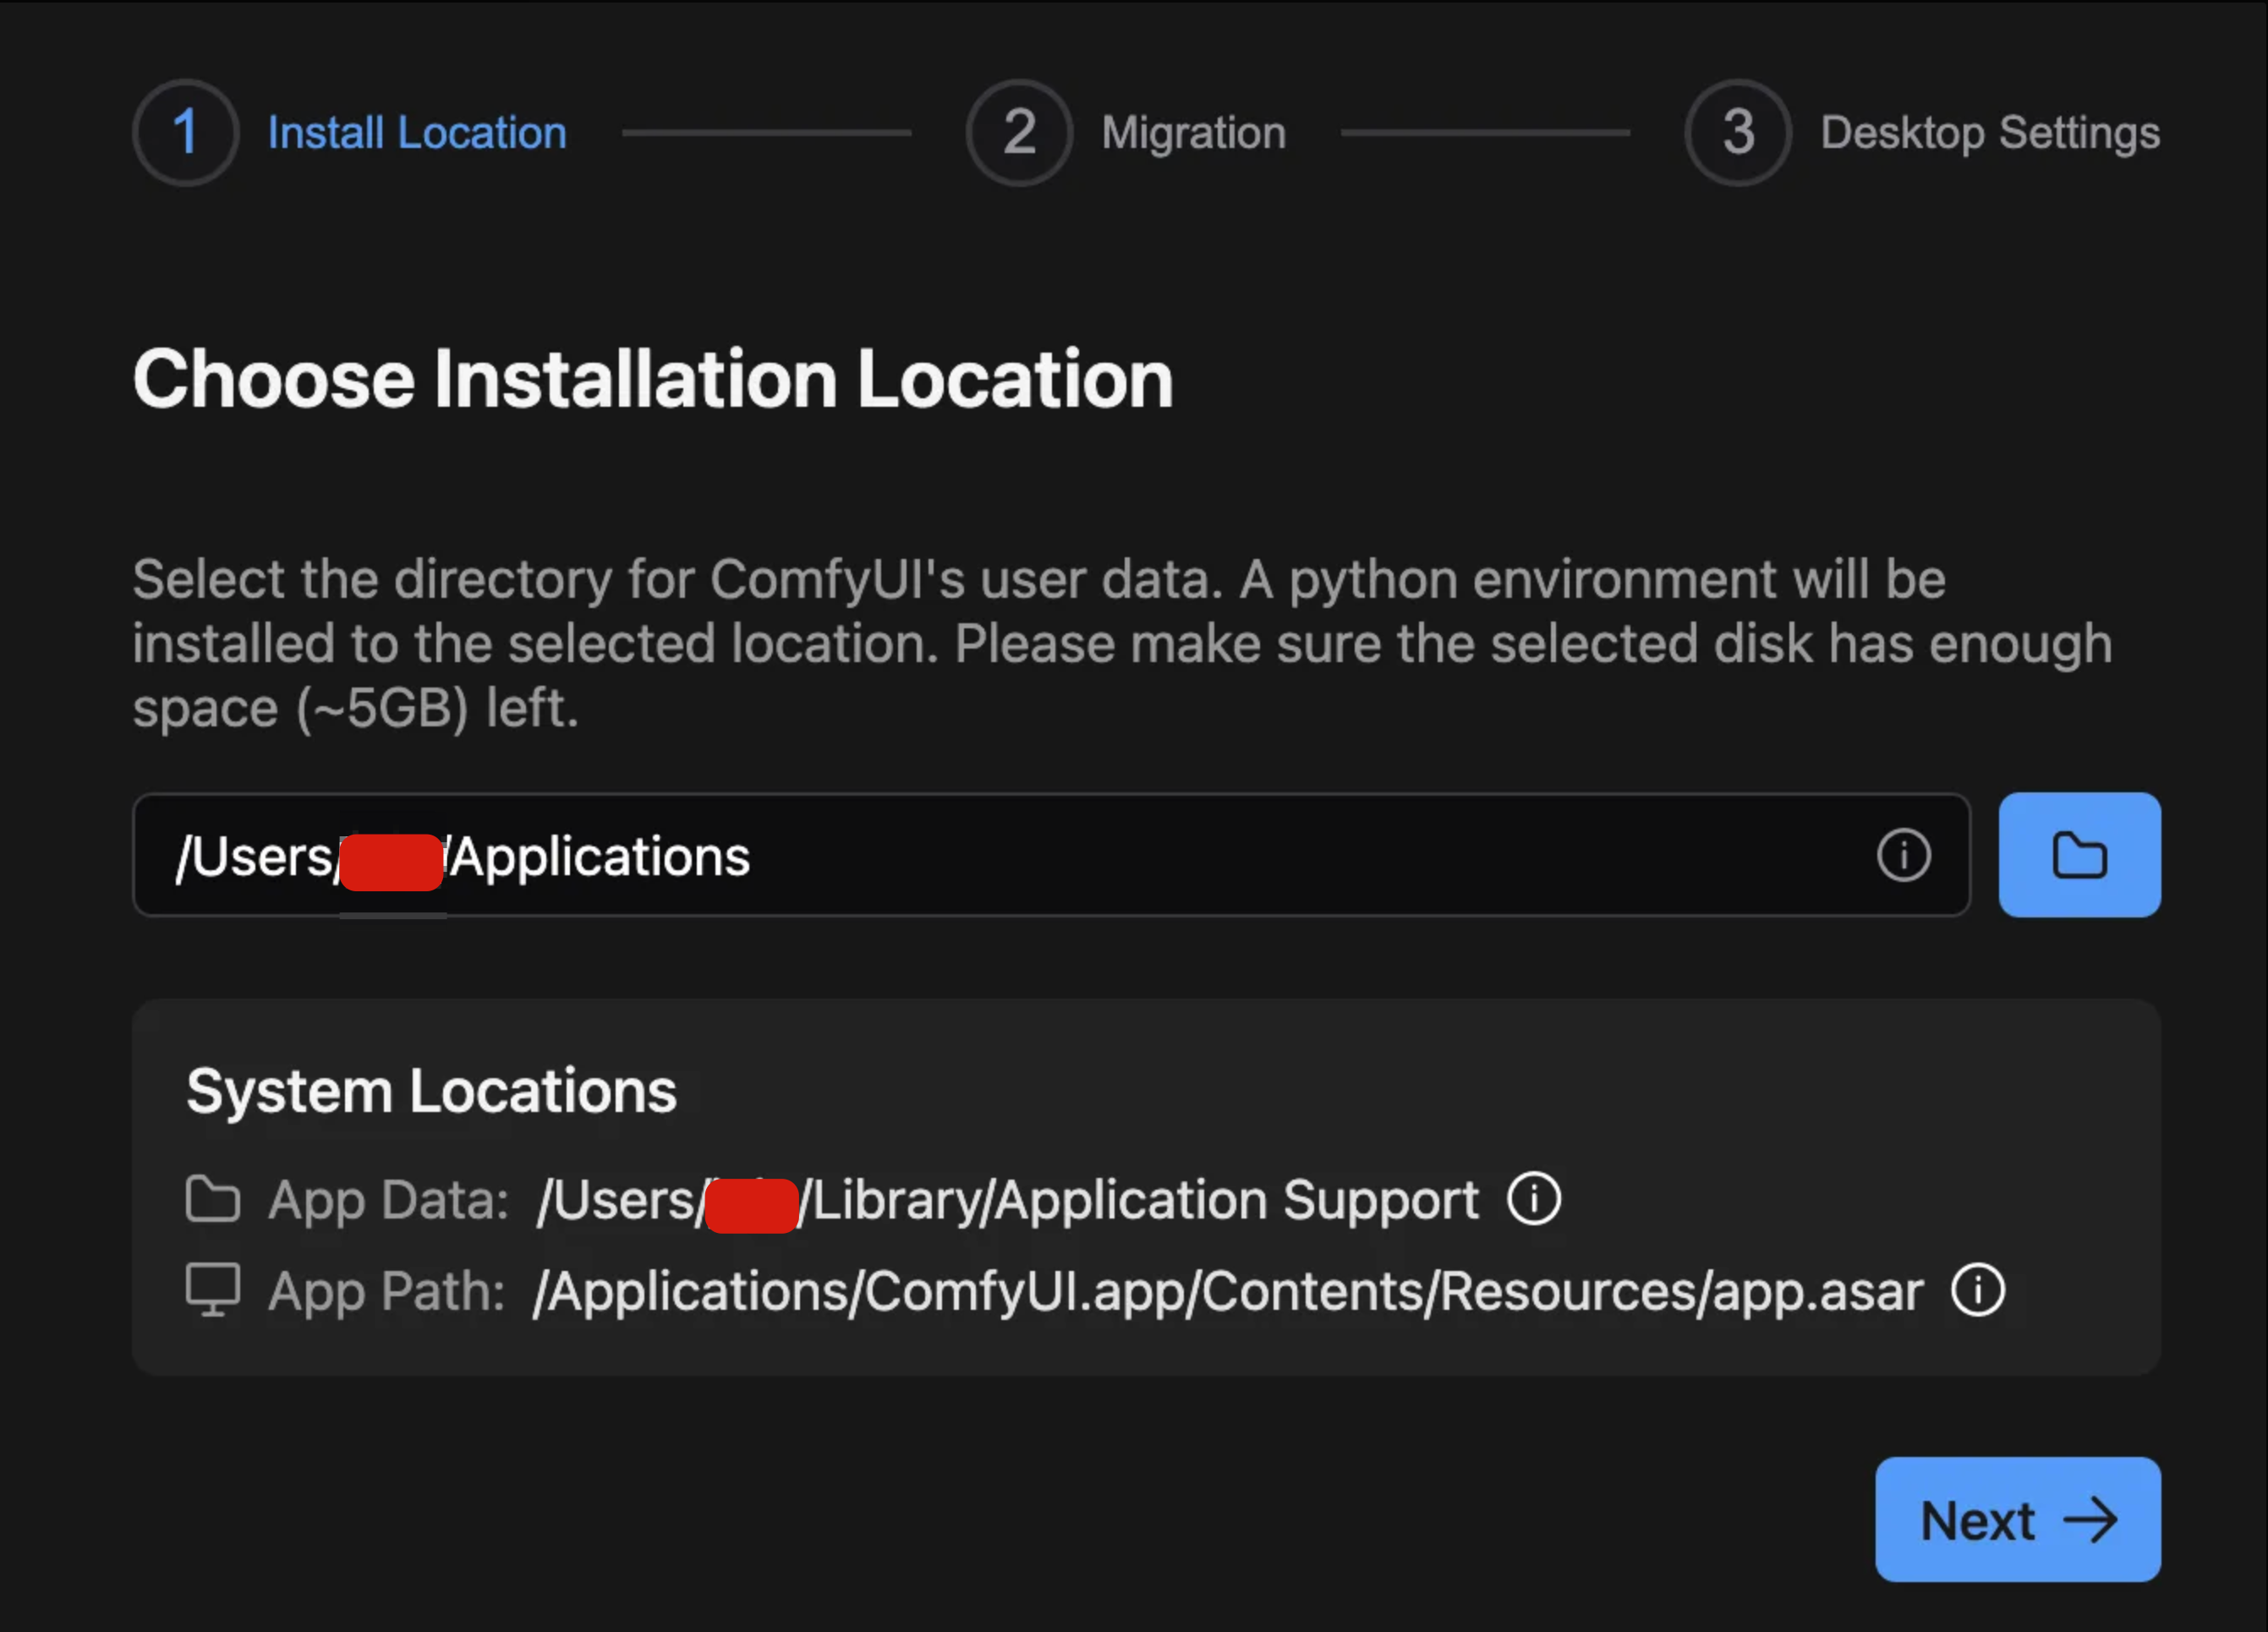 1 Install Location 2 Migration 3 Desktop Settings
Choose Installation Location
Select the directory for ComfyUI's user data. A python environment will be
installed to the selected location. Please make sure the selected disk has enough
space (~5GB) left.
/Users/ /Applications
System Locations
App Data: /Users/ /Library/Application Support
App Path: /Applications/ComfyUI.app/Contents/Resources/app.asar
Next